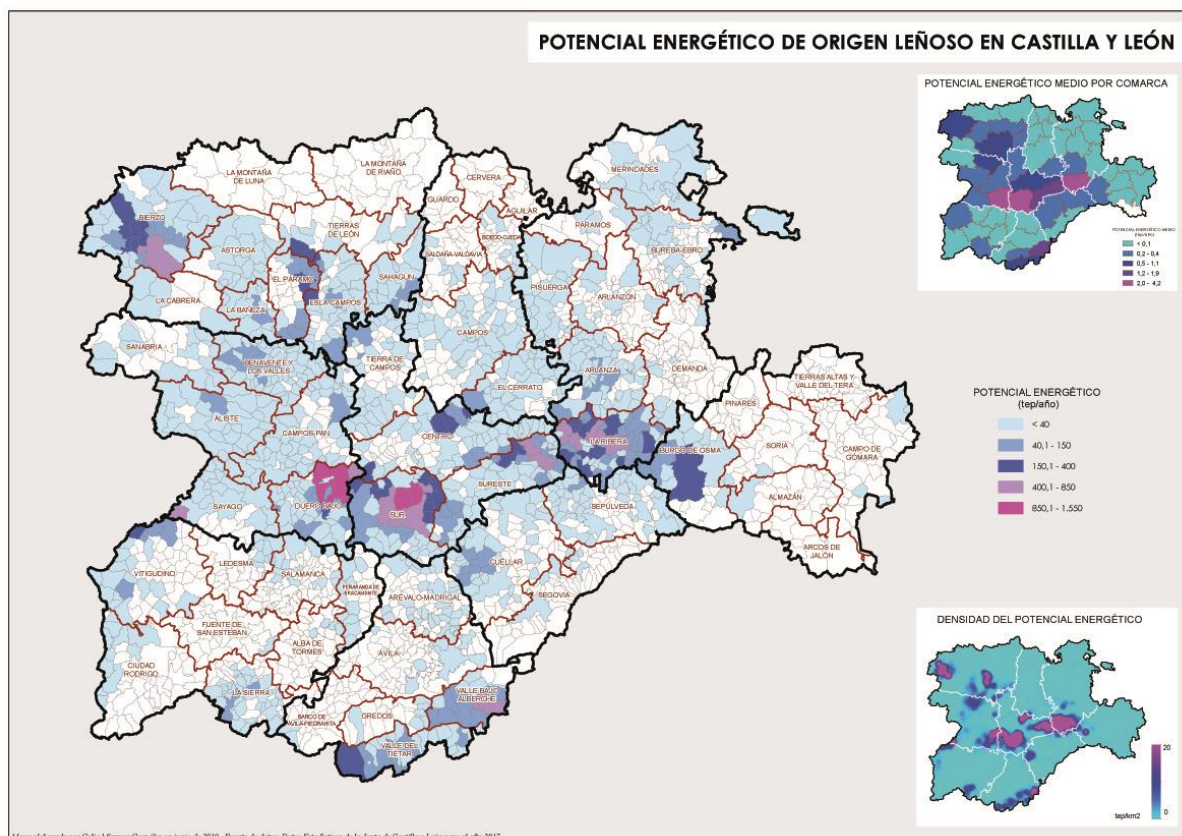 POTENCIAL ENERGÉTICO DE ORIGEN LEÑOSO EN CASTILLA Y LEÓN
POTENCIAL ENERGÉTICO MEDIO POR COMARCA
POTENCIAL ENERGÉTICO MEDIO
(tep/año)
< 0,1
0,2 - 0,4
0,5 - 1,1
1,2 - 1,9
2,0 - 4,2
LA MONTAÑA
DE LUNA
LA MONTAÑA
DE RIAÑO
CERVERA
GUARDO
AGUILAR
MERINDADES
BIERZO
ASTORGA
TIERRAS
DE LEÓN
BOEDO-OJEDA
SALDAÑA-VALDAVIA
PÁRAMOS
BUREBA-EBRO
LA CABRERA
EL PÁRAMO
LA BAÑEZA
ESLA-CAMPOS
SAHAGÚN
PISUERGA
ARLANZÓN
SANABRIA
BENAVENTE Y
LOS VALLES
TIERRA DE
CAMPOS
CAMPOS
EL CERRATO
ARLANZA
DEMANDA
ALISTE
CAMPOS-PAN
CENTRO
LA RIBERA
PINARES
TIERRAS ALTAS Y
VALLE DEL TERA
BURGO DE OSMA
SORIA
CAMPO DE
GÓMARA
SAYAGO
DUERO BAJO
SUR
SURESTE
SEPÚLVEDA
ALMAZÁN
ARCOS DE
JALÓN
VITIGUDINO
LEDESMA
SALAMANCA
PEÑARANDA DE
BRACAMONTE
ARÉVALO-MADRIGAL
CUÉLLAR
SEGOVIA
FUENTE DE
SAN ESTEBAN
ALBA DE
TORMES
ÁVILA
CIUDAD
RODRIGO
LA SIERRA
BARCO DE
ÁVILA-PIEDRAHITA
GREDOS
VALLE BAJO
ALBERCHE
VALLE DEL
TIÉTAR
POTENCIAL ENERGÉTICO
(tep/año)
< 40
40,1 - 150
150,1 - 400
400,1 - 850
850,1 - 1.550
DENSIDAD DEL POTENCIAL ENERGÉTICO
20
0
tep/km2